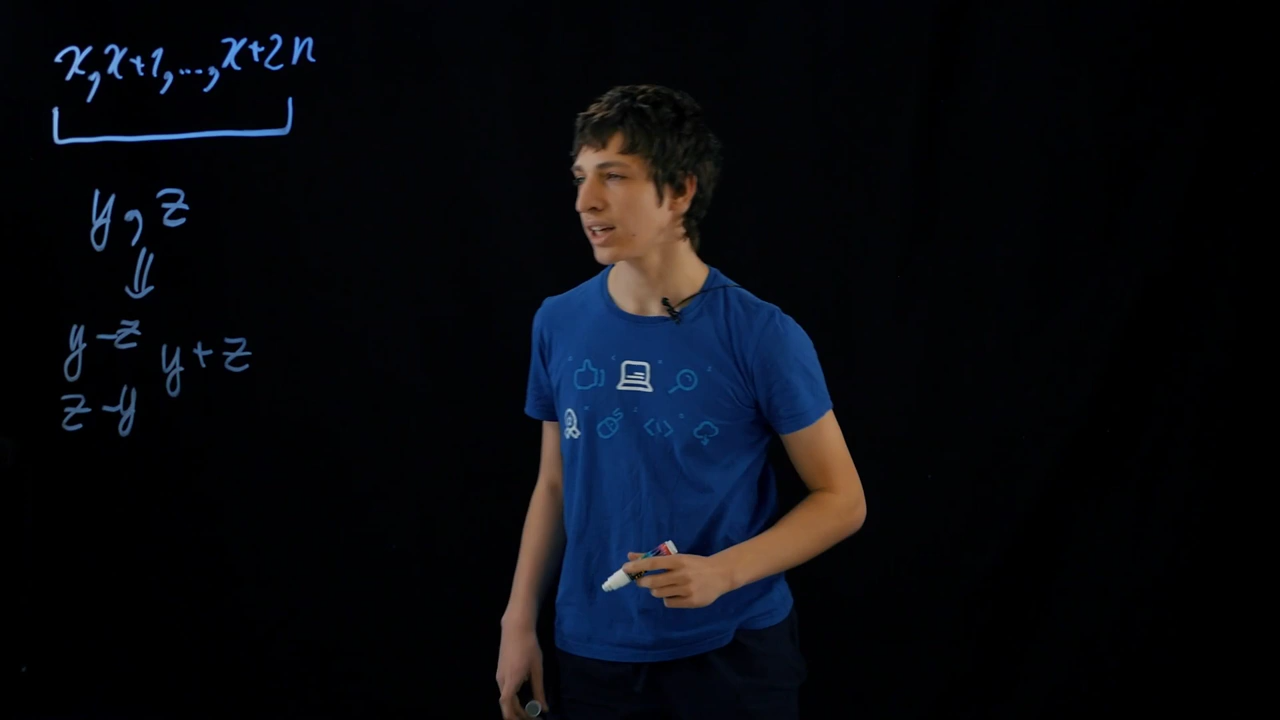 x, x+1, ..., x+2n
y, z
⇓
y-z y+z
z-y